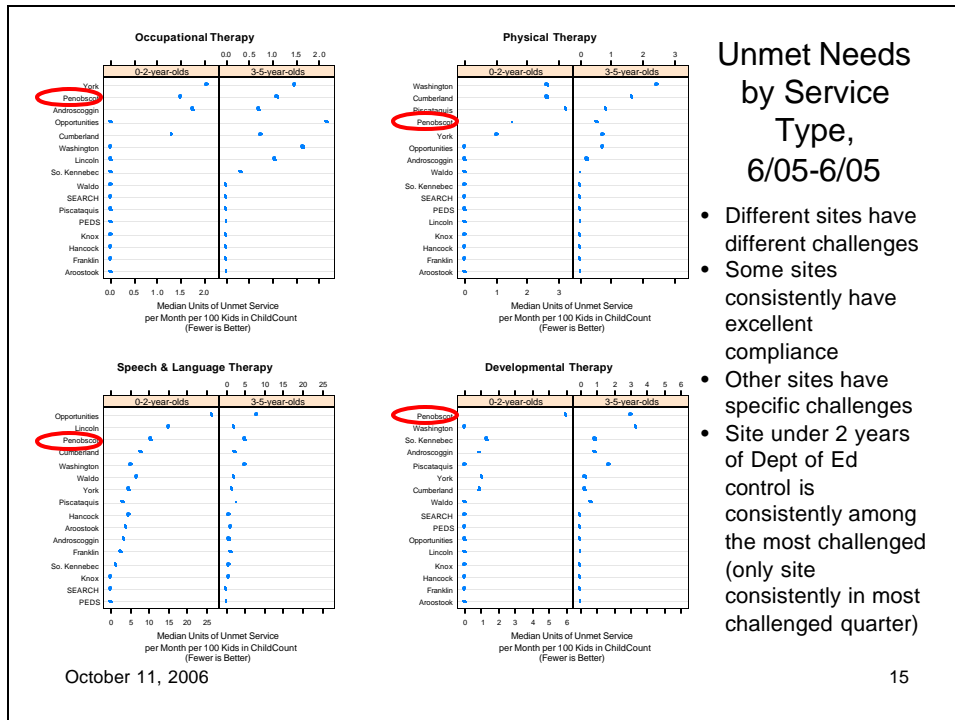 Occupational Therapy
0.0 0.5 1.0 1.5 2.0
0-2-year-olds 3-5-year-olds
York
Penobscot
Androscoggin
Opportunities
Cumberland
Washington
Lincoln
So. Kennebec
Waldo
SEARCH
Piscataquis
PEDS
Knox
Hancock
Franklin
Aroostook
0.0 0.5 1.0 1.5 2.0
Median Units of Unmet Service
per Month per 100 Kids in ChildCount
(Fewer is Better)
Physical Therapy
0 1 2 3
0-2-year-olds 3-5-year-olds
Washington
Cumberland
Piscataquis
Penobscot
York
Opportunities
Androscoggin
Waldo
So. Kennebec
SEARCH
PEDS
Lincoln
Knox
Hancock
Franklin
Aroostook
0 1 2 3
Median Units of Unmet Service
per Month per 100 Kids in ChildCount
(Fewer is Better)
Speech & Language Therapy
0 5 10 15 20 25
0-2-year-olds 3-5-year-olds
Opportunities
Lincoln
Penobscot
Cumberland
Washington
Waldo
York
Piscataquis
Hancock
Aroostook
Androscoggin
Franklin
So. Kennebec
Knox
SEARCH
PEDS
0 5 10 15 20 25
Median Units of Unmet Service
per Month per 100 Kids in ChildCount
(Fewer is Better)
Developmental Therapy
0 1 2 3 4 5 6
0-2-year-olds 3-5-year-olds
Penobscot
Washington
So. Kennebec
Androscoggin
Piscataquis
York
Cumberland
Waldo
SEARCH
PEDS
Opportunities
Lincoln
Knox
Hancock
Franklin
Aroostook
0 1 2 3 4 5 6
Median Units of Unmet Service
per Month per 100 Kids in ChildCount
(Fewer is Better)
Unmet Needs
by Service
Type,
6/05-6/05
• Different sites have
different challenges
• Some sites
consistently have
excellent
compliance
• Other sites have
specific challenges
• Site under 2 years
of Dept of Ed
control is
consistently among
the most challenged
(only site
consistently in most
challenged quarter)
October 11, 2006
15